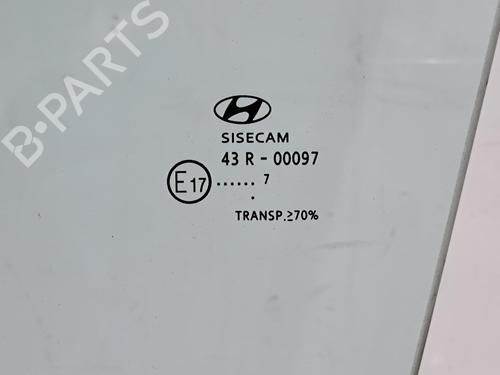 B-PARTS
SISECAM
43 R - 00097
E17 ...... 7
.
TRANSP.≥70%